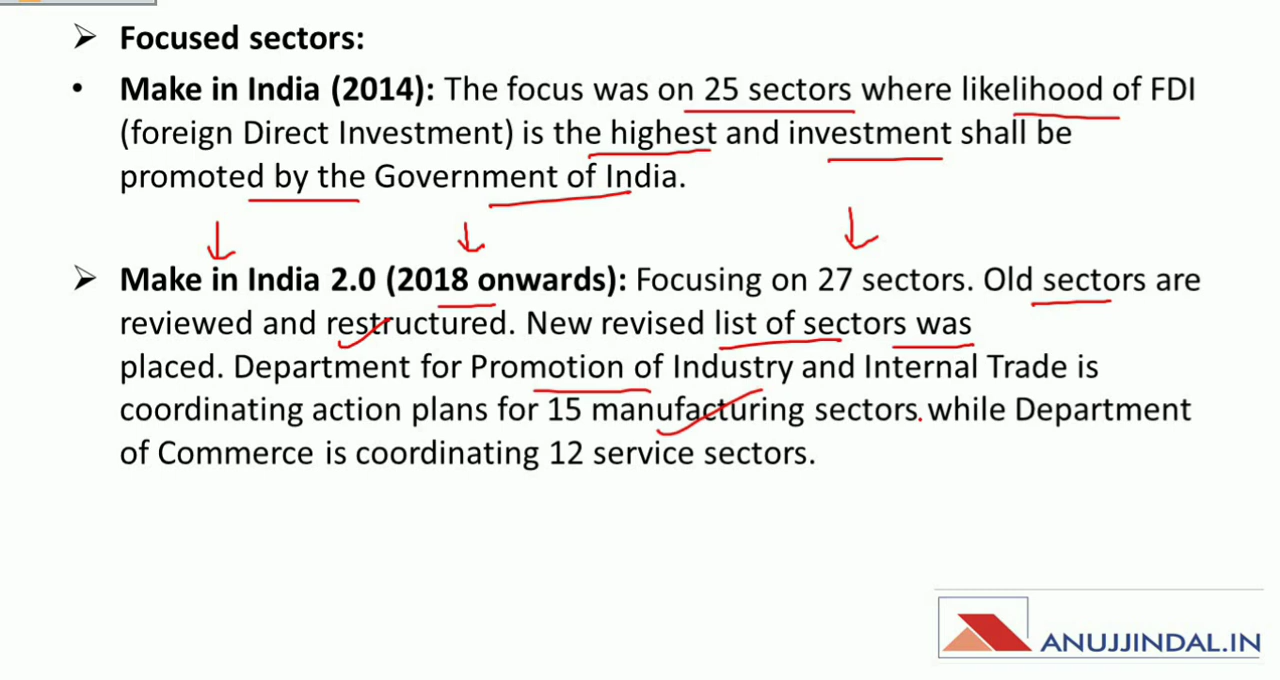 Focused sectors:
Make in India (2014): The focus was on 25 sectors where likelihood of FDI
(foreign Direct Investment) is the highest and investment shall be
promoted by the Government of India.
Make in India 2.0 (2018 onwards): Focusing on 27 sectors. Old sectors are
reviewed and restructured. New revised list of sectors was
placed. Department for Promotion of Industry and Internal Trade is
coordinating action plans for 15 manufacturing sectors. while Department
of Commerce is coordinating 12 service sectors.
ANUJJINDAL.IN